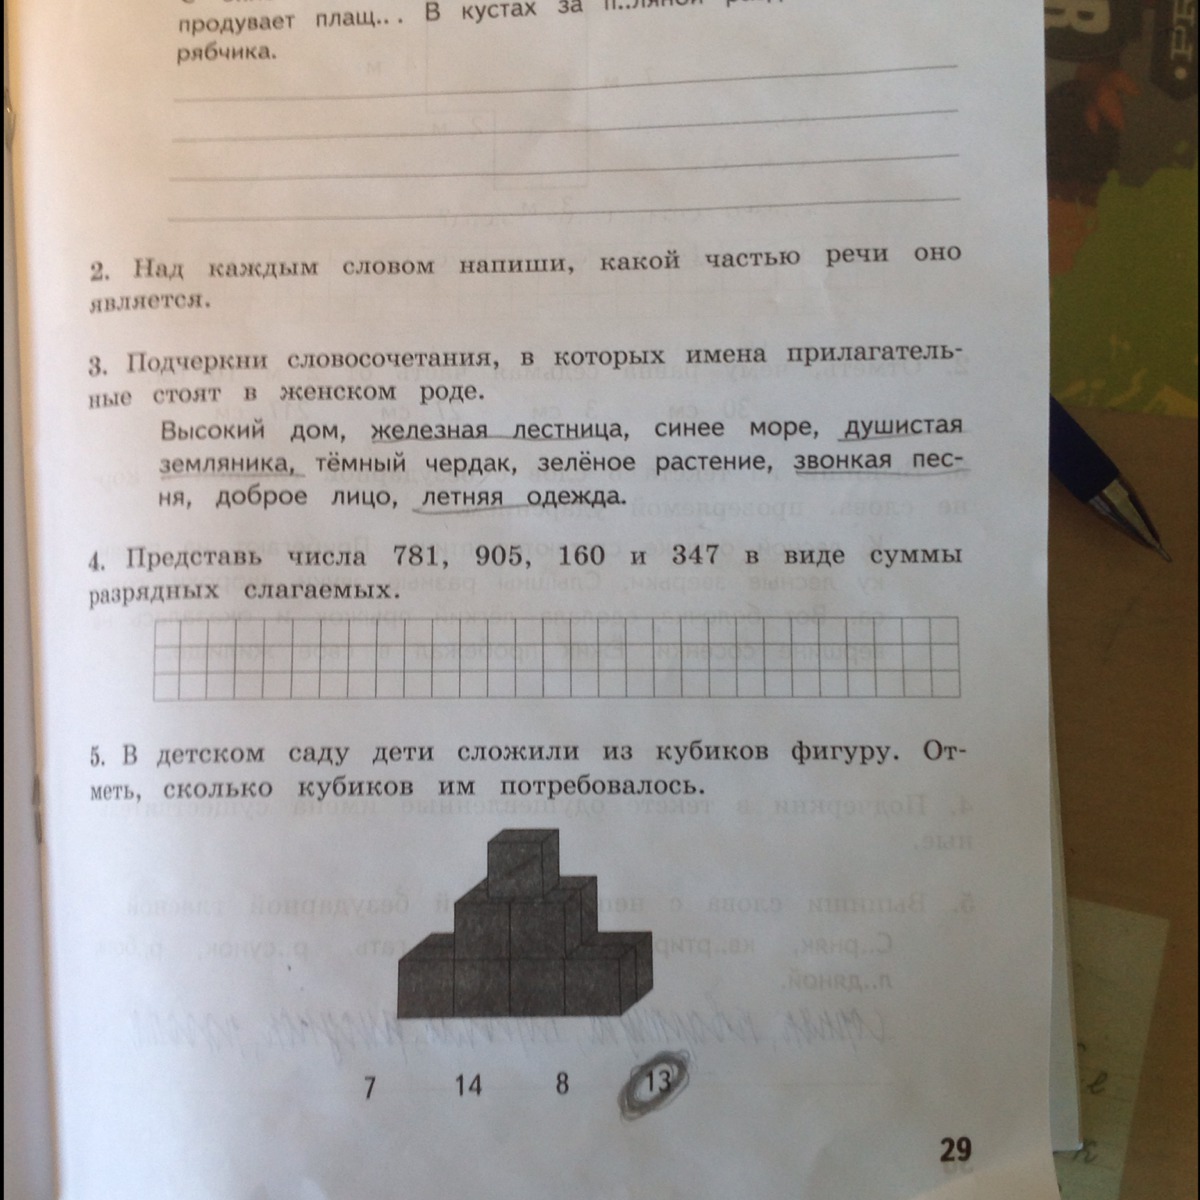 продувает плащ... В кустах за п..ляной
рябчика.
2. Над каждым словом напиши, какой частью речи оно
является.
3. Подчеркни словосочетания, в которых имена прилагатель-
ные стоят в женском роде.
Высокий дом, железная лестница, синее море, душистая
земляника, тёмный чердак, зелёное растение, звонкая пес-
ня, доброе лицо, летняя одежда.
4. Представь числа 781, 905, 160 и 347 в виде суммы
разрядных слагаемых.
5. В детском саду дети сложили из кубиков фигуру. От-
меть, сколько кубиков им потребовалось.
7 14 8 13
29